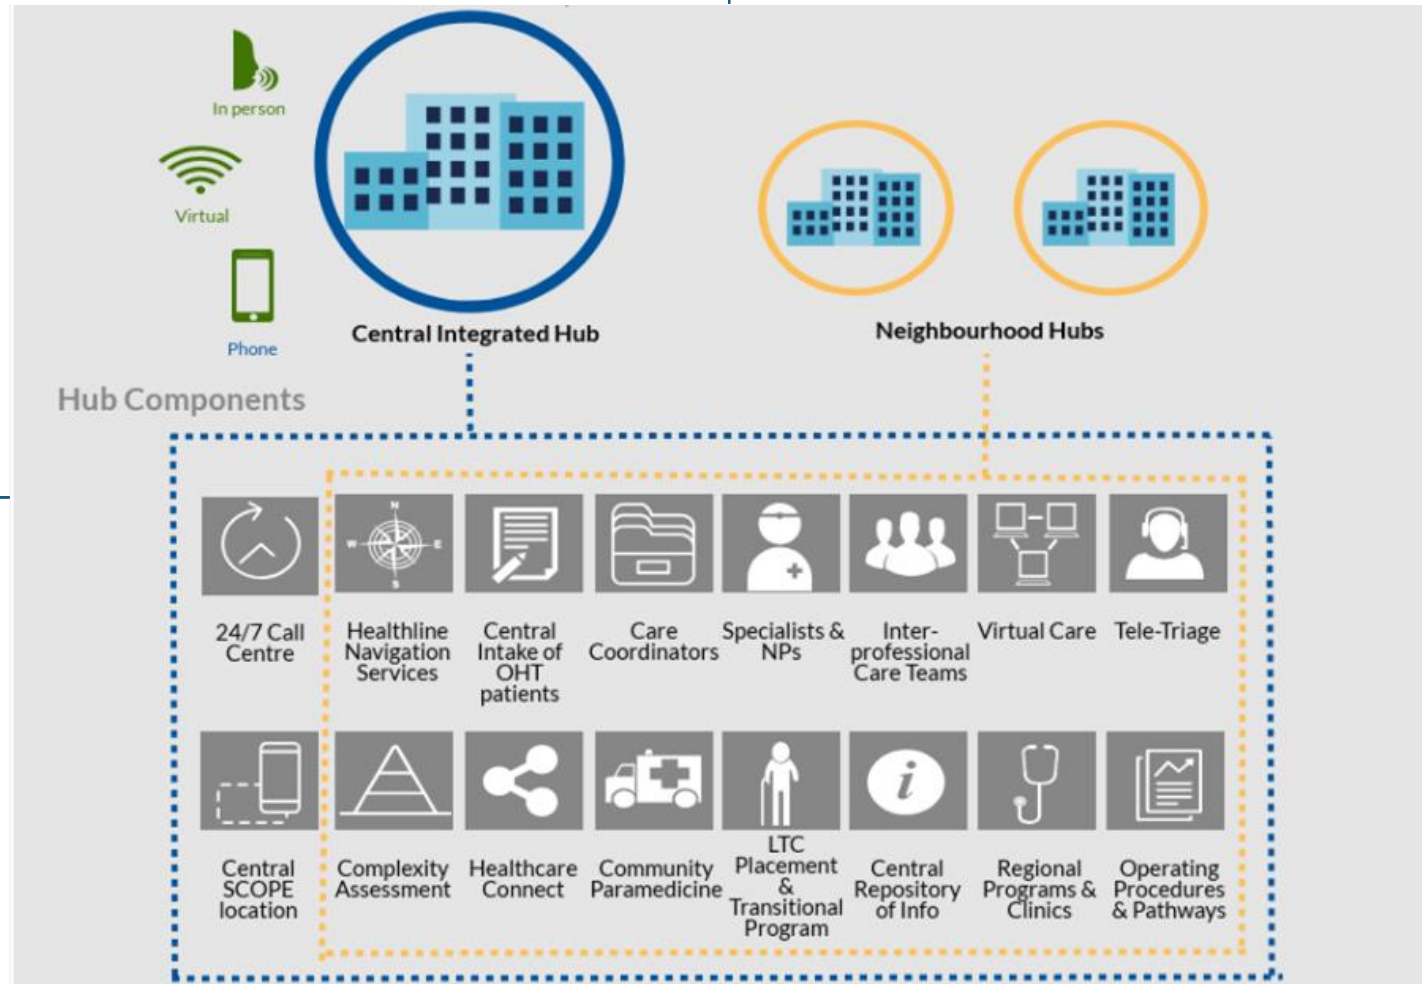 In person
Virtual
Phone
Central Integrated Hub
Neighbourhood Hubs
Hub Components
N
W
E
S
24/7 Call
Centre
Healthline
Navigation
Services
Central
Intake of
OHT
patients
Care
Coordinators
Specialists &
NPs
Inter-
professional
Care Teams
Virtual Care
Tele-Triage
i
Central
SCOPE
location
Complexity
Assessment
Healthcare
Connect
Community
Paramedicine
LTC
Placement
&
Transitional
Program
Central
Repository
of Info
Regional
Programs &
Clinics
Operating
Procedures
& Pathways